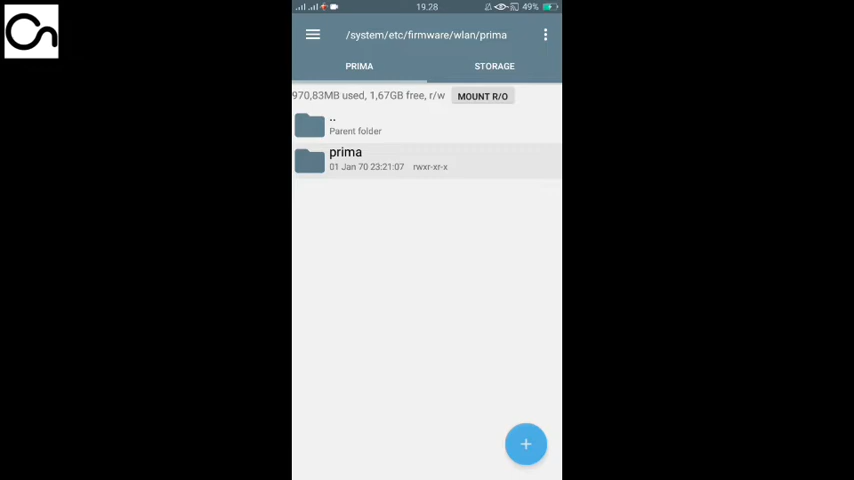 19.28
49%
/system/etc/firmware/wlan/prima
PRIMA
STORAGE
970,83MB used, 1,67GB free, r/w
MOUNT R/O
..
Parent folder
prima
01 Jan 70 23:21:07 rwxr-xr-x